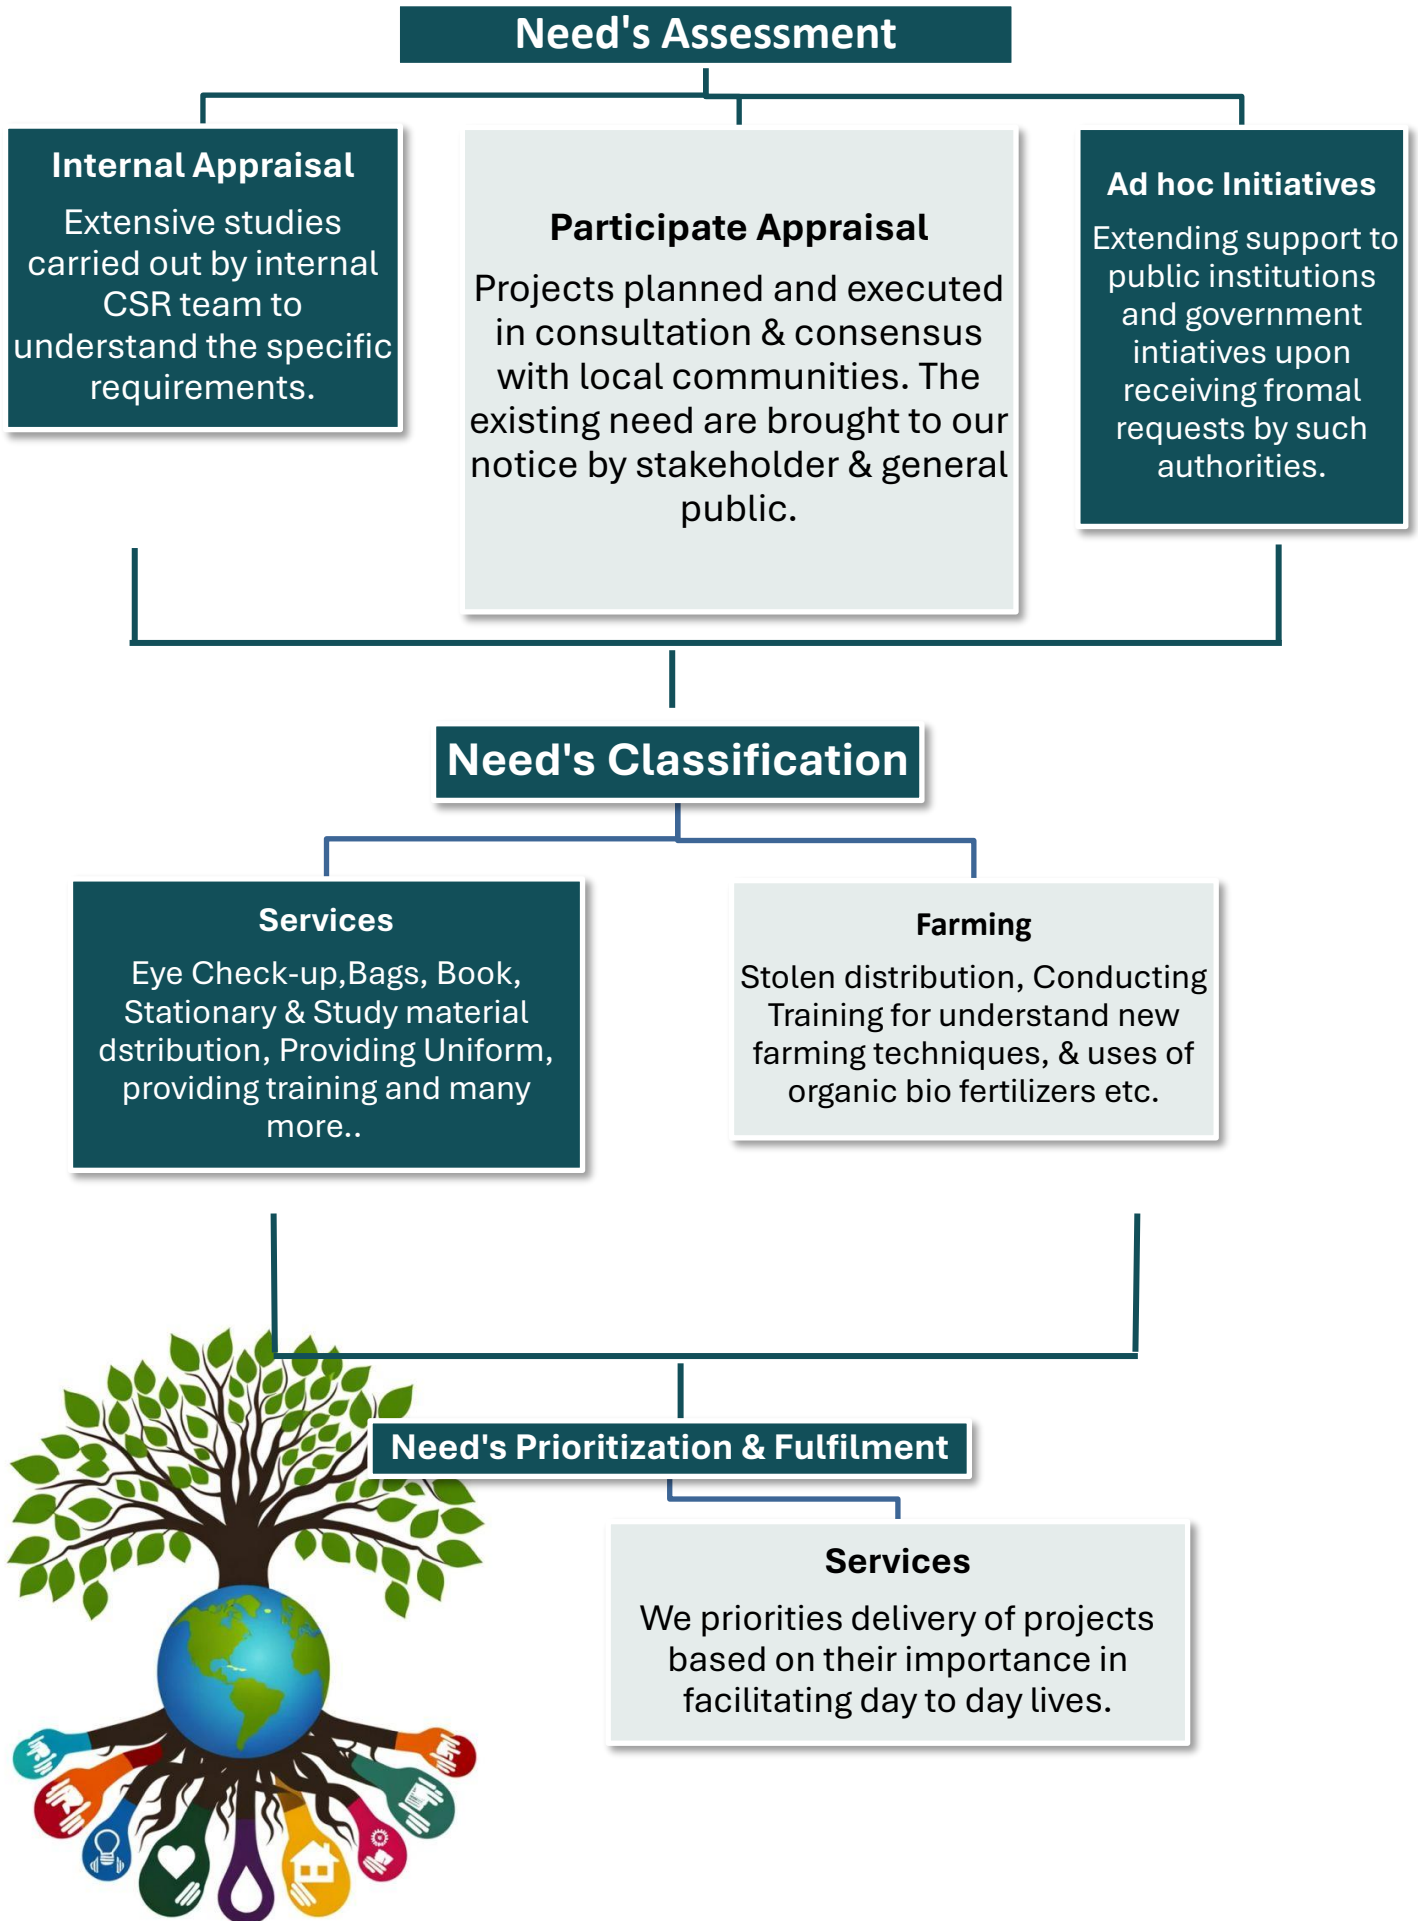 Need's Assessment
Internal Appraisal
Extensive studies
carried out by internal
CSR team to
understand the specific
requirements.
Participate Appraisal
Projects planned and executed
in consultation & consensus
with local communities. The
existing need are brought to our
notice by stakeholder & general
public.
Ad hoc Initiatives
Extending support to
public institutions
and government
intiatives upon
receiving fromal
requests by such
authorities.
Need's Classification
Services
Eye Check-up,Bags, Book,
Stationary & Study material
dstribution, Providing Uniform,
providing training and many
more..
Farming
Stolen distribution, Conducting
Training for understand new
farming techniques, & uses of
organic bio fertilizers etc.
Need's Prioritization & Fulfilment
Services
We priorities delivery of projects
based on their importance in
facilitating day to day lives.